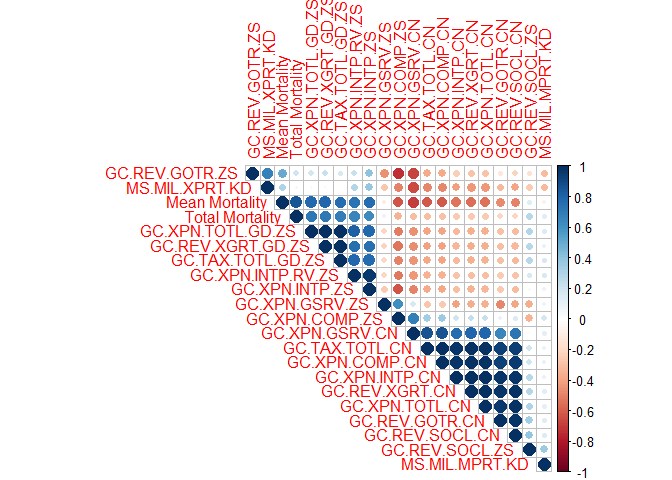 GC.REV.GOTR.ZS
MS.MIL.XPRT.KD
Mean Mortality
Total Mortality
GC.XPN.TOTL.GD.ZS
GC.REV.XGRT.GD.ZS
GC.TAX.TOTL.GD.ZS
GC.XPN.INTP.RV.ZS
GC.XPN.INTP.ZS
GC.XPN.GSRV.ZS
GC.XPN.COMP.ZS
GC.XPN.GSRV.CN
GC.TAX.TOTL.CN
GC.XPN.COMP.CN
GC.XPN.INTP.CN
GC.REV.XGRT.CN
GC.XPN.TOTL.CN
GC.REV.GOTR.CN
GC.REV.SOCL.CN
GC.REV.SOCL.ZS
MS.MIL.MPRT.KD
GC.REV.GOTR.ZS
MS.MIL.XPRT.KD
Mean Mortality
Total Mortality
GC.XPN.TOTL.GD.ZS
GC.REV.XGRT.GD.ZS
GC.TAX.TOTL.GD.ZS
GC.XPN.INTP.RV.ZS
GC.XPN.INTP.ZS
GC.XPN.GSRV.ZS
GC.XPN.COMP.ZS
GC.XPN.GSRV.CN
GC.TAX.TOTL.CN
GC.XPN.COMP.CN
GC.XPN.INTP.CN
GC.REV.XGRT.CN
GC.XPN.TOTL.CN
GC.REV.GOTR.CN
GC.REV.SOCL.CN
GC.REV.SOCL.ZS
MS.MIL.MPRT.KD
1
0.8
0.6
0.4
0.2
0
-0.2
-0.4
-0.6
-0.8
-1